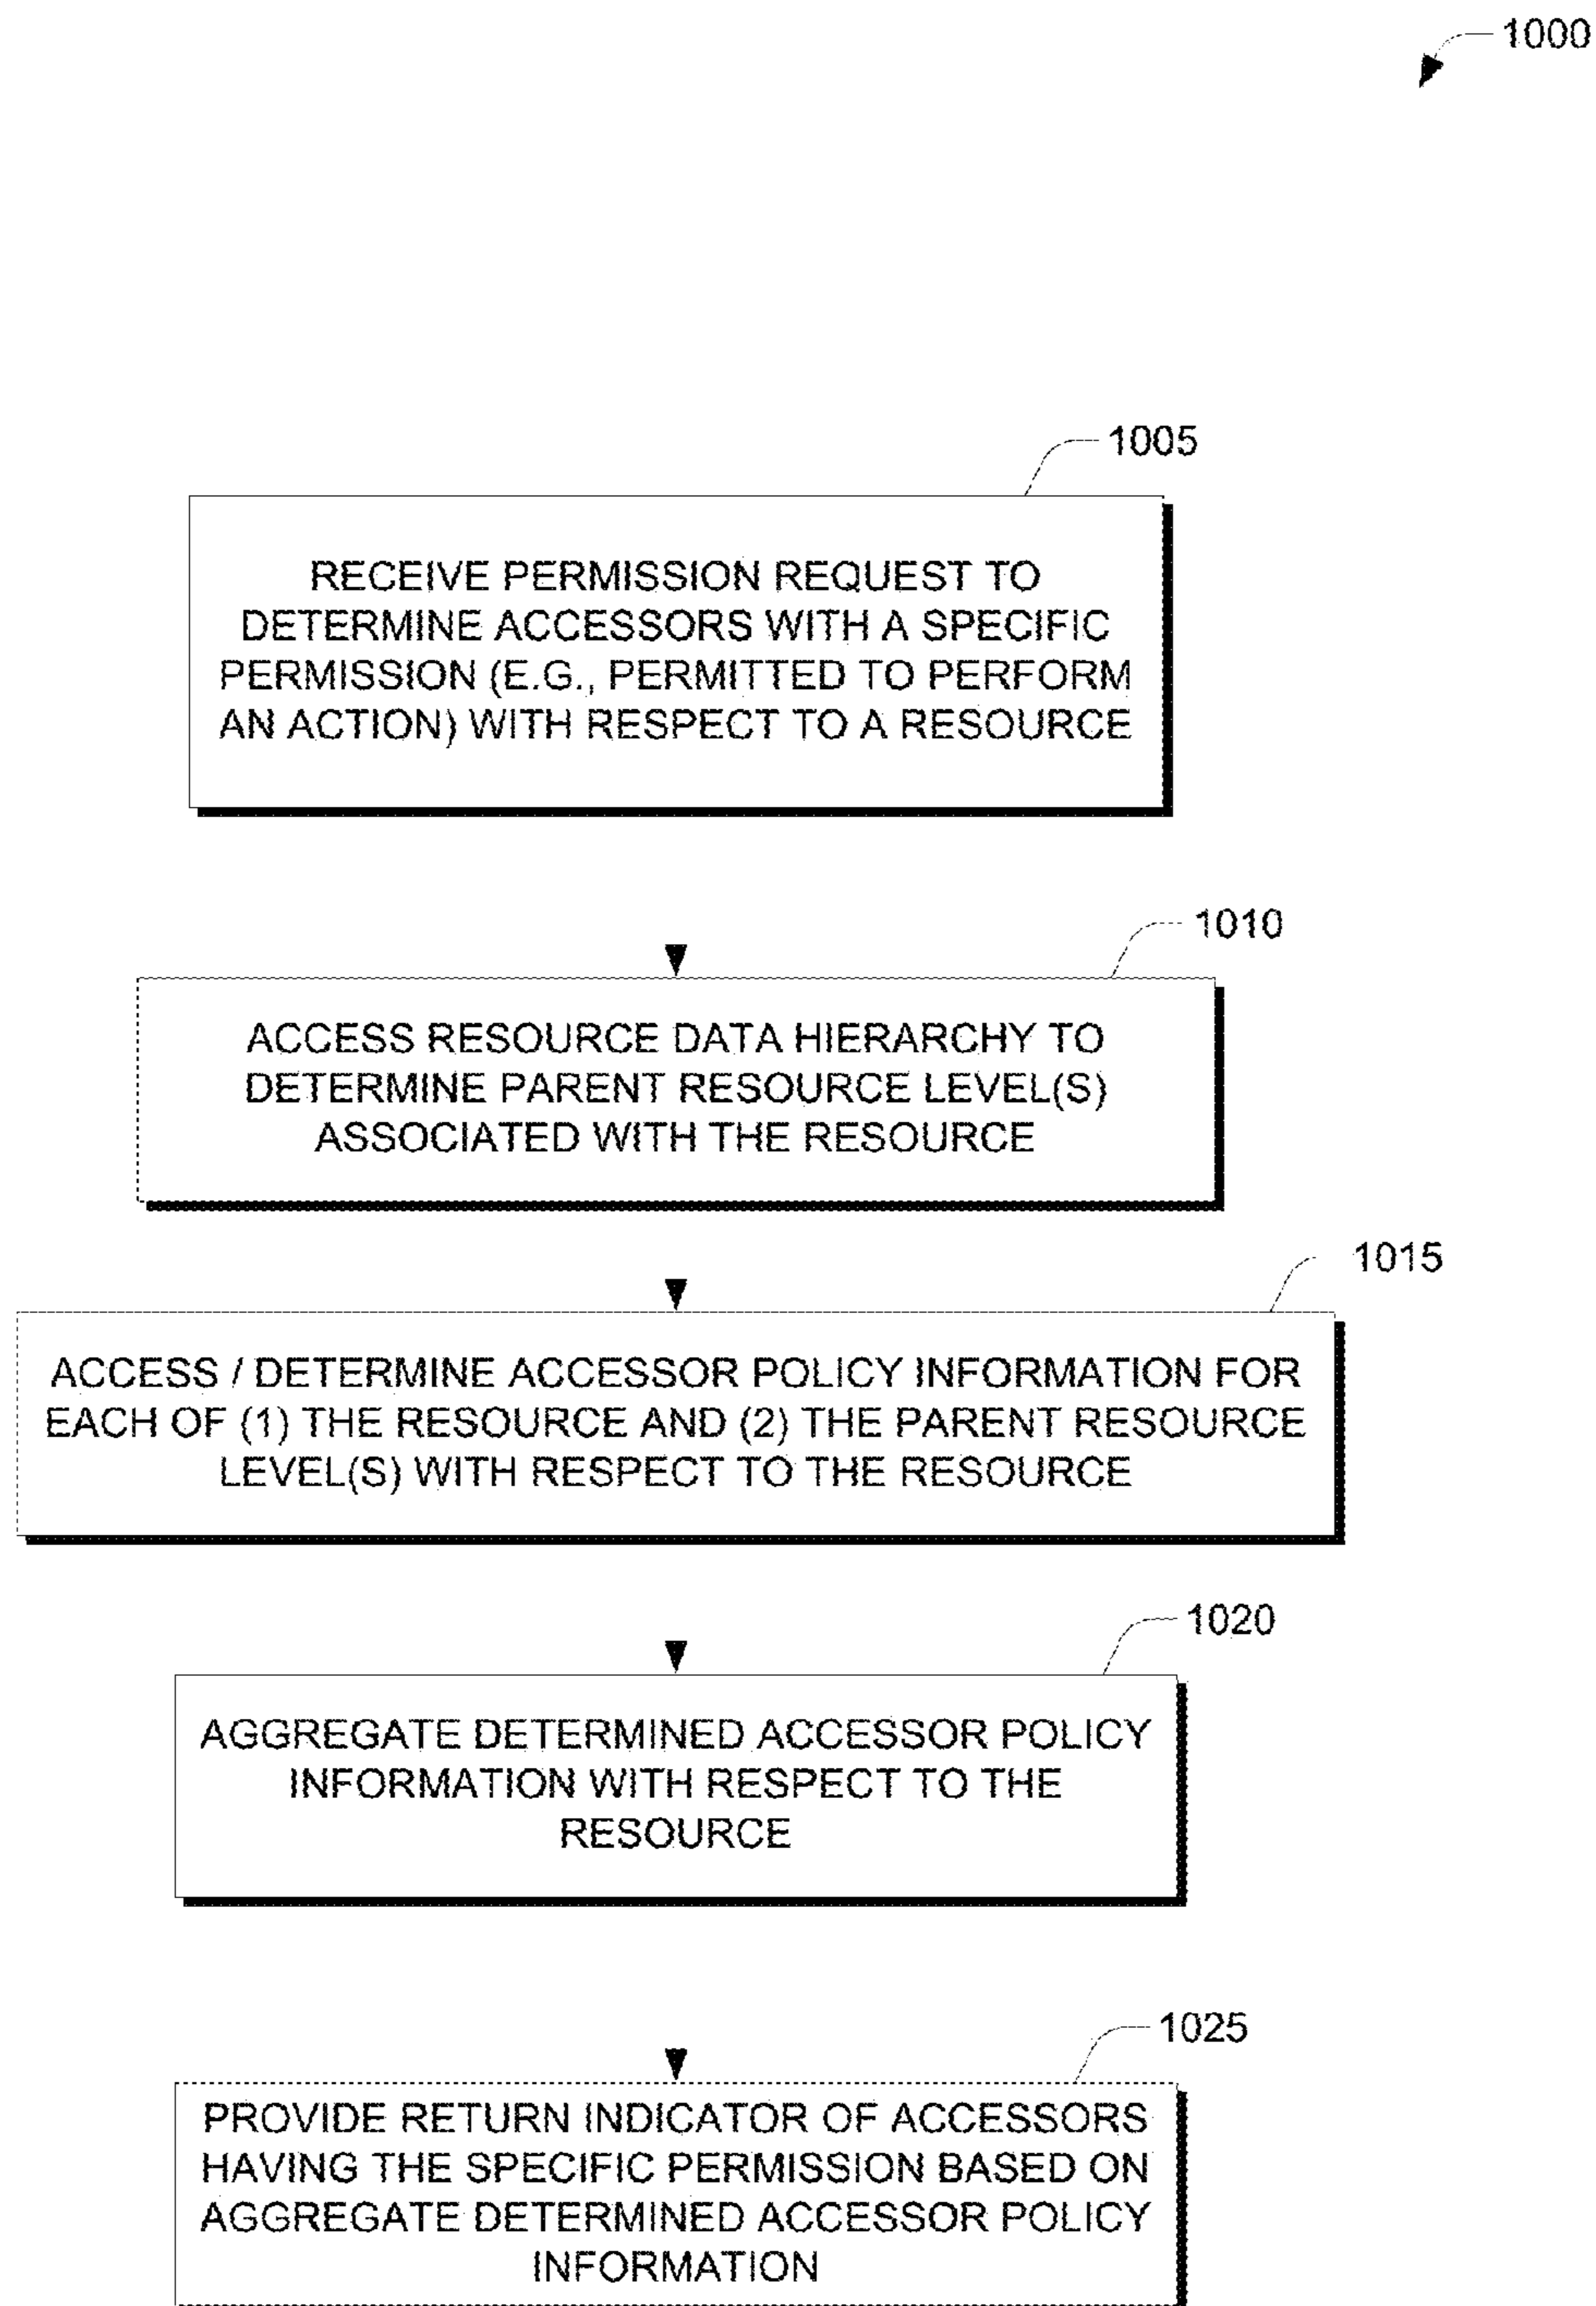 1000
1005
RECEIVE PERMISSION REQUEST TO
DETERMINE ACCESSORS WITH A SPECIFIC
PERMISSION (E.G., PERMITTED TO PERFORM
AN ACTION) WITH RESPECT TO A RESOURCE
1010
ACCESS RESOURCE DATA HIERARCHY TO
DETERMINE PARENT RESOURCE LEVEL(S)
ASSOCIATED WITH THE RESOURCE
1015
ACCESS / DETERMINE ACCESSOR POLICY INFORMATION FOR
EACH OF (1) THE RESOURCE AND (2) THE PARENT RESOURCE
LEVEL(S) WITH RESPECT TO THE RESOURCE
1020
AGGREGATE DETERMINED ACCESSOR POLICY
INFORMATION WITH RESPECT TO THE
RESOURCE
1025
PROVIDE RETURN INDICATOR OF ACCESSORS
HAVING THE SPECIFIC PERMISSION BASED ON
AGGREGATE DETERMINED ACCESSOR POLICY
INFORMATION